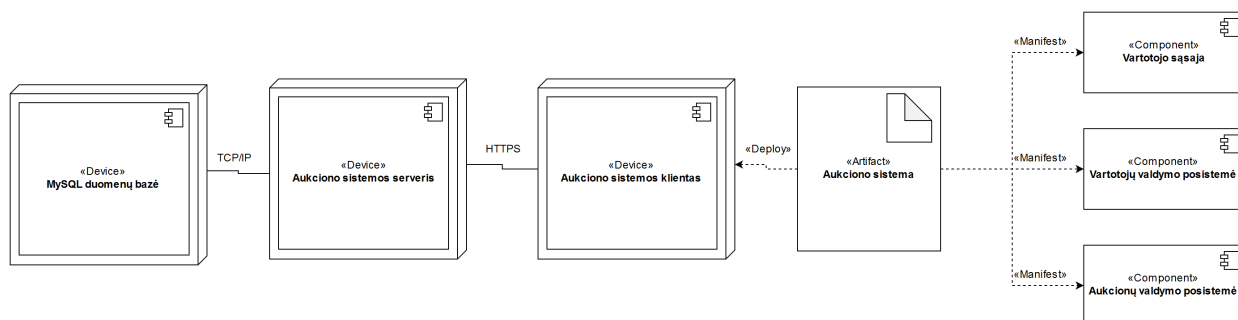 «Device»
MySQL duomenų bazė
TCP/IP
«Device»
Aukciono sistemos serveris
HTTPS
«Device»
Aukciono sistemos klientas
«Deploy»
«Artifact»
Aukciono sistema
«Manifest»
«Component»
Vartotojo sąsaja
«Manifest»
«Component»
Vartotojų valdymo posistemė
«Manifest»
«Component»
Aukcionų valdymo posistemė